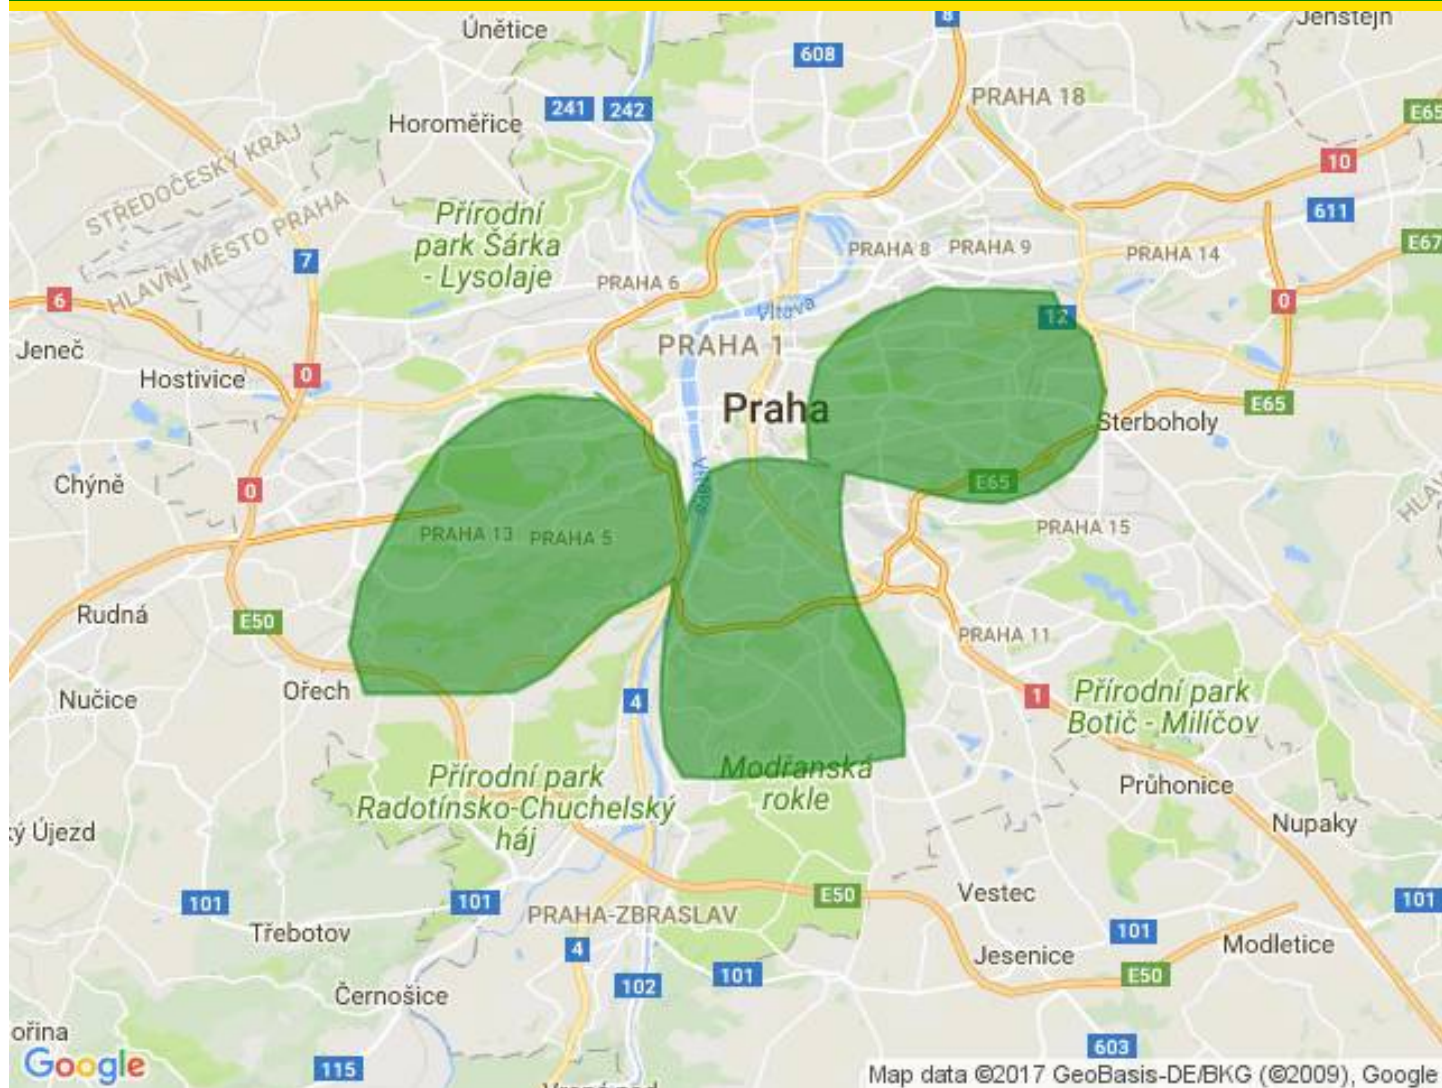 Jenštejn
Únětice
8
608
PRAHA 18
241
242
E65
Horoměřice
10
STŘEDOČESKÝ KRAJ
HLAVNÍ MĚSTO PRAHA
Přírodní
park Šárka
- Lysolaje
611
7
PRAHA 8
PRAHA 9
PRAHA 14
E67
PRAHA 6
6
0
Vltava
12
Jeneč
PRAHA 1
Hostivice
0
Praha
E65
Sterboholy
Chýně
0
Vltava
E65
PRAHA 13
PRAHA 5
PRAHA 15
Rudná
E50
PRAHA 11
Ořech
Nučice
4
1
Přírodní park
Botič - Milíčov
Přírodní park
Radotínsko-Chuchelský
háj
Modřanská
rokle
Průhonice
ký Újezd
Nupaky
101
101
E50
Vestec
101
PRAHA-ZBRASLAV
Třebotov
4
101
Modletice
Jesenice
101
E50
102
Černošice
ořina
Google
115
603
Map data ©2017 GeoBasis-DE/BKG (©2009), Google